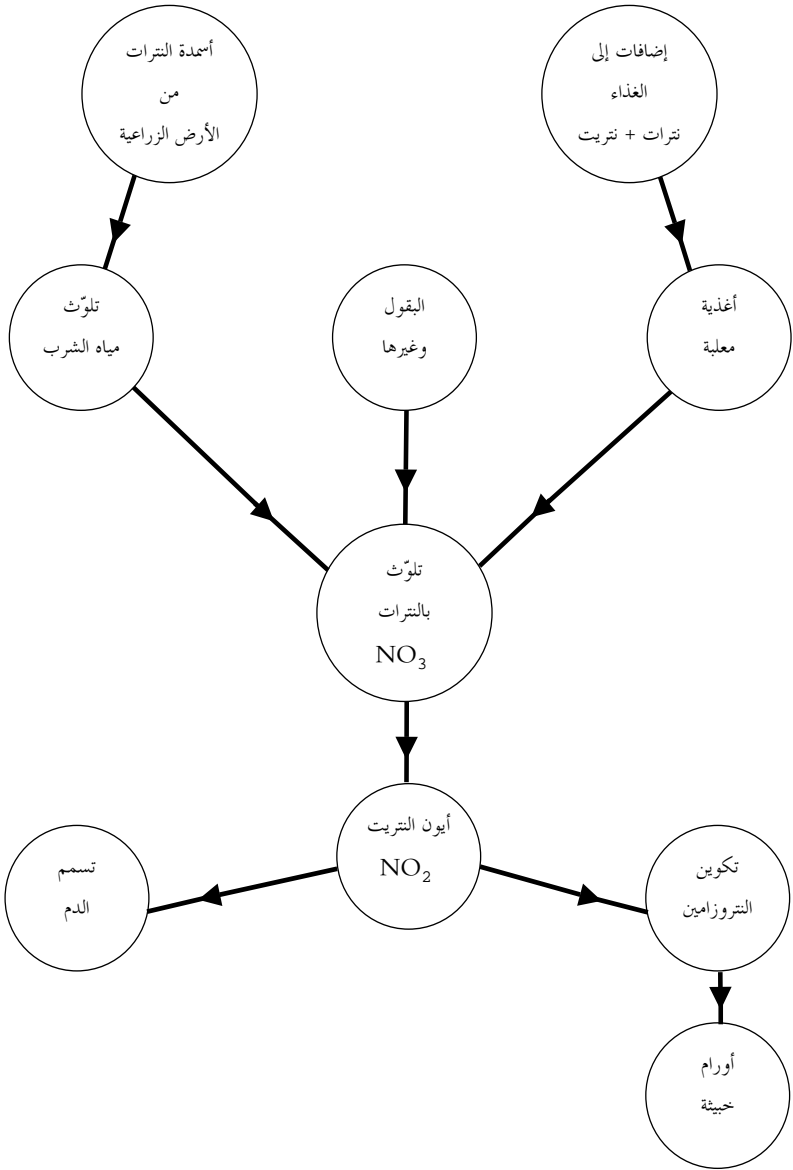 إضافات إلى
الغذاء
نترات + نتريت
أسمدة النترات
من
الأرض الزراعية
أغذية
معلبة
البقول
وغيرها
تلوّث
مياه الشرب
تلوّث
بالنترات
NO₃
أيون النتريت
NO₂
تكوين
النتروزامين
تسمم
الدم
أورام
خبيثة